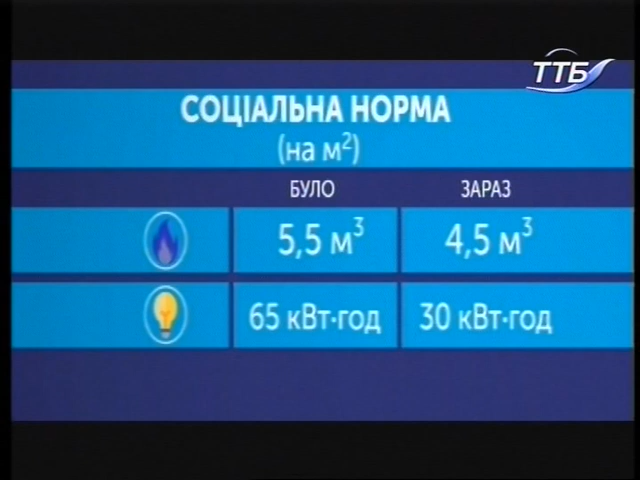 ТТБ
СОЦІАЛЬНА НОРМА
(на м²)
БУЛО ЗАРАЗ
5,5 м³ 4,5 м³
65 кВт·год 30 кВт·год